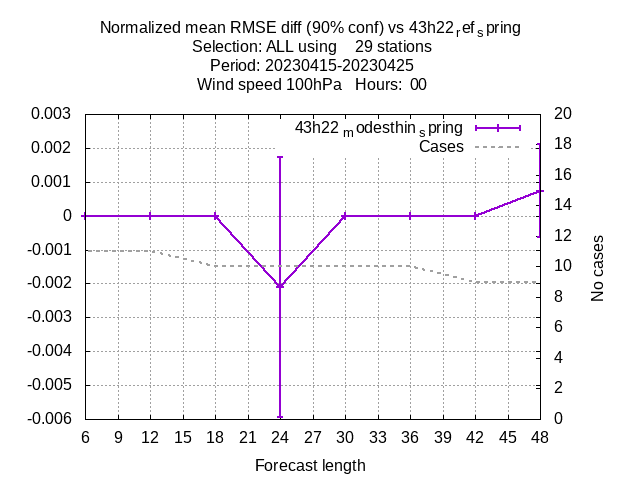 Normalized mean RMSE diff (90% conf) vs 43h22ref spring
Selection: ALL using 29 stations
Period: 20230415-20230425
Wind speed 100hPa Hours: 00
43h22modesthinspring
Cases
0.003
0.002
0.001
0
-0.001
-0.002
-0.003
-0.004
-0.005
-0.006
20
18
16
14
12
10
8
6
4
2
0
No cases
6 9 12 15 18 21 24 27 30 33 36 39 42 45 48
Forecast length